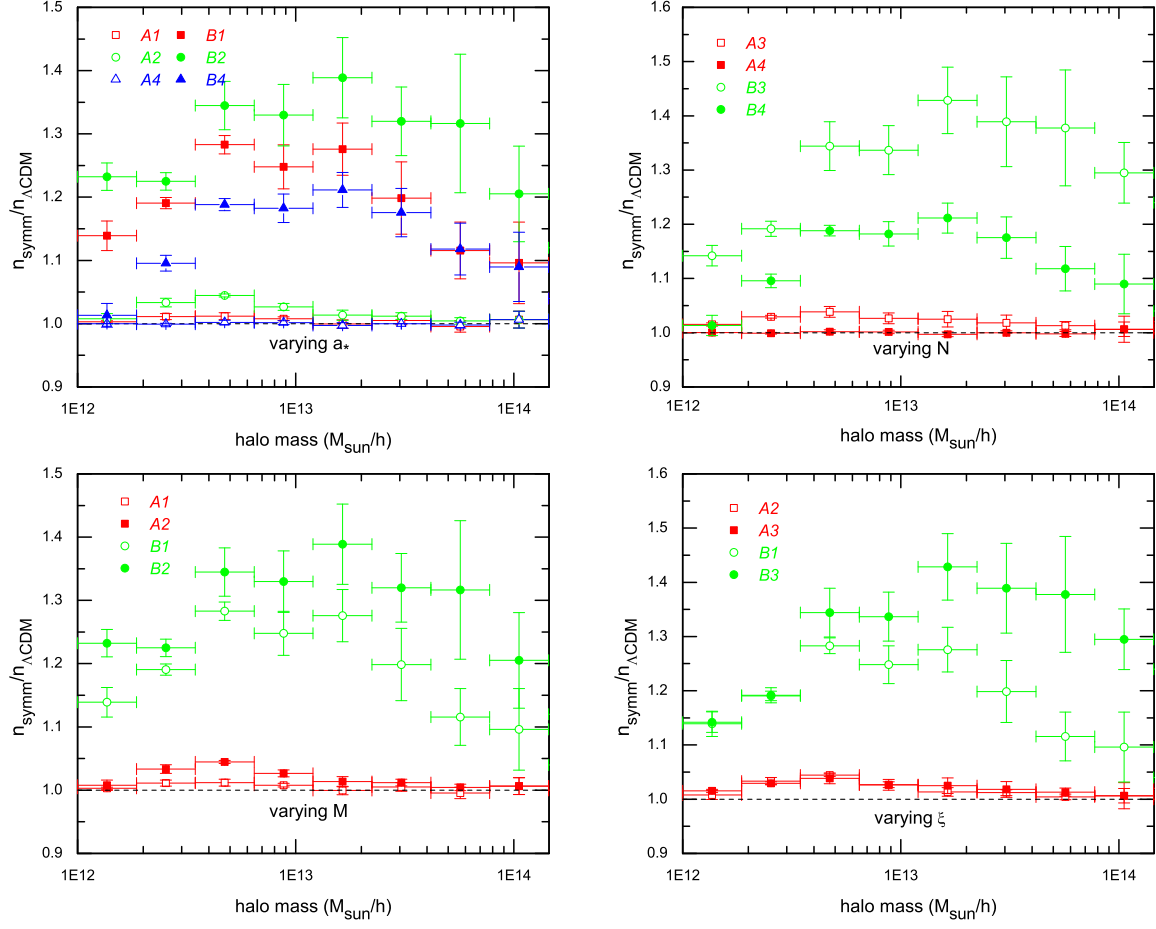 1.5
1.4
1.3
1.2
1.1
1.0
0.9
n_symm/n_ΛCDM
A1 B1
A2 B2
A4 B4
varying a_*
1E12 1E13 1E14
halo mass (M_sun/h)
1.6
1.5
1.4
1.3
1.2
1.1
1.0
0.9
n_symm/n_ΛCDM
A3
A4
B3
B4
varying N
1E12 1E13 1E14
halo mass (M_sun/h)
1.5
1.4
1.3
1.2
1.1
1.0
0.9
n_symm/n_ΛCDM
A1
A2
B1
B2
varying M
1E12 1E13 1E14
halo mass (M_sun/h)
1.6
1.5
1.4
1.3
1.2
1.1
1.0
0.9
n_symm/n_ΛCDM
A2
A3
B1
B3
varying ξ
1E12 1E13 1E14
halo mass (M_sun/h)